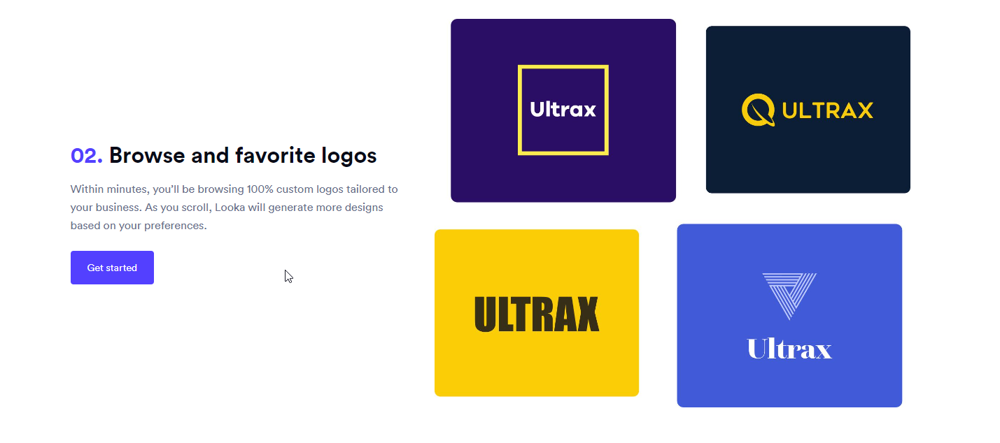 02. Browse and favorite logos
Within minutes, you’ll be browsing 100% custom logos tailored to
your business. As you scroll, Looka will generate more designs
based on your preferences.
Get started
Ultrax
ULTRAX
ULTRAX
Ultrax